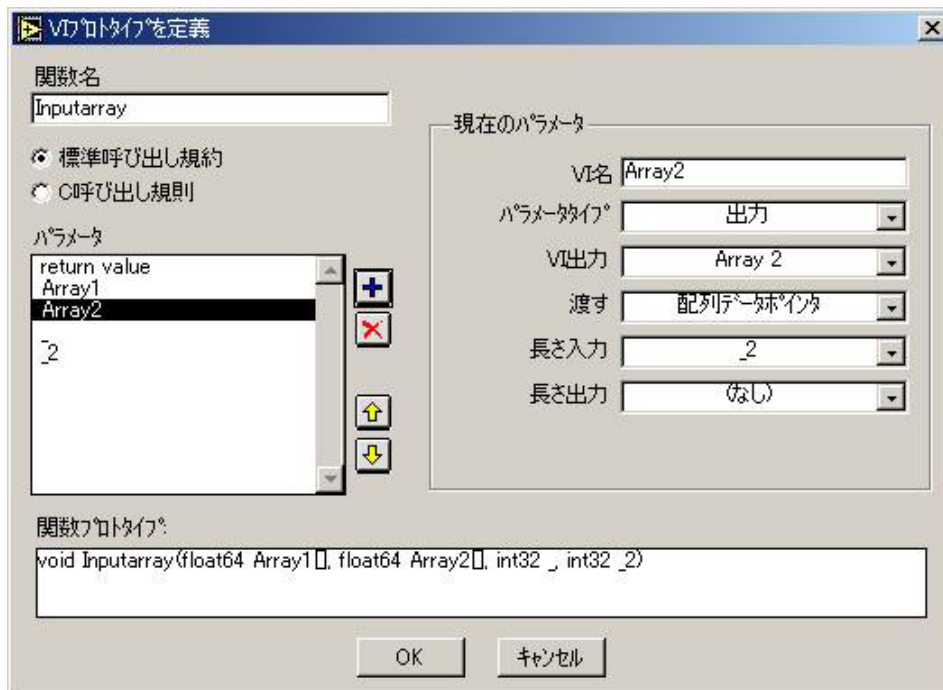 VIﾌﾟﾛﾄﾀｲﾌﾟを定義
関数名
Inputarray
標準呼び出し規約
C呼び出し規則
ﾊﾟﾗﾒｰﾀ
return value
Array1
Array2
_
_2
現在のﾊﾟﾗﾒｰﾀ
VI名
Array2
ﾊﾟﾗﾒｰﾀﾀｲﾌﾟ
出力
VI出力
Array 2
渡す
配列ﾃﾞｰﾀﾎﾟｲﾝﾀ
長さ入力
_2
長さ出力
(なし)
関数ﾌﾟﾛﾄﾀｲﾌﾟ:
void Inputarray(float64 Array1[], float64 Array2[], int32 _, int32 _2)
OK
ｷｬﾝｾﾙ